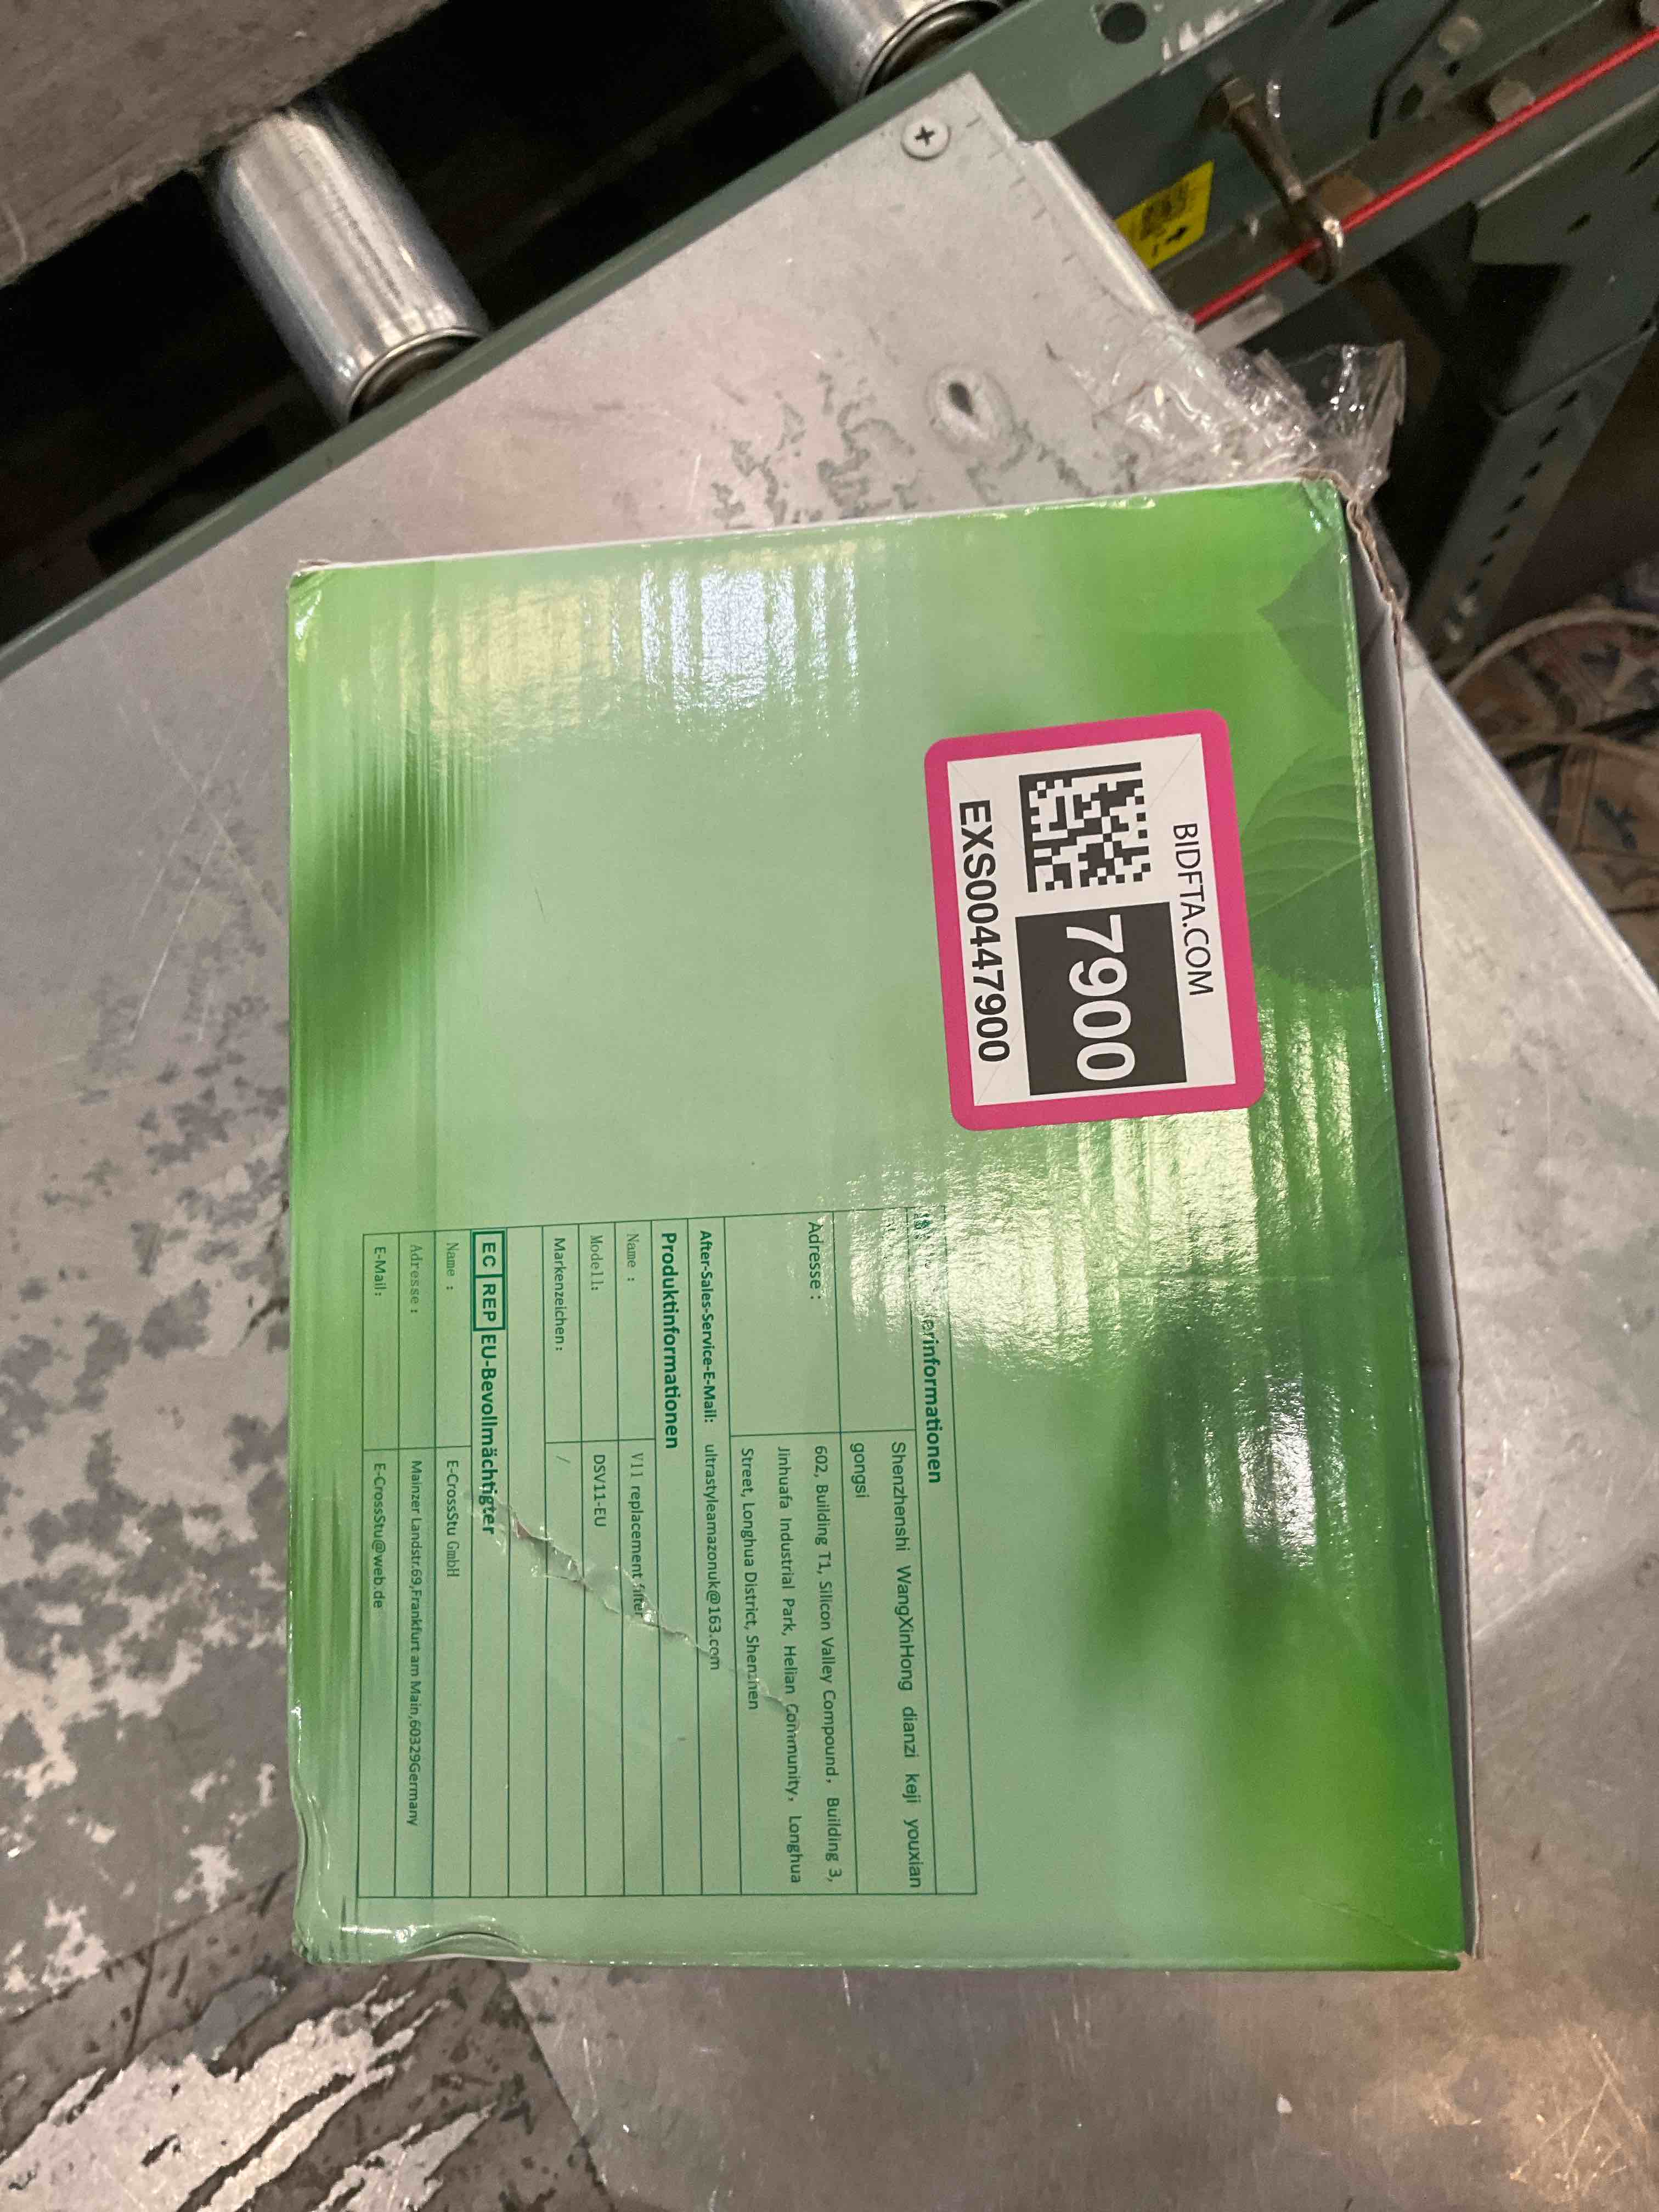 BIDFTA.COM
7900
EXS00447900
erinformationen
Shenzhenshi WangXinHong dianzi keji youxian
gongsi
Adresse :
602, Building T1, Silicon Valley Compound, Building 3,
Jinhuafa Industrial Park, Helian Community, Longhua
Street, Longhua District, Shenzhen
After-Sales-Service-E-Mail: ultrastyleamazonuk@163.com
Produktinformationen
Name : V11 replacement filter
Modell: DSV11-EU
Markenzeichen: /
EC REP EU-Bevollmächtigter
Name : E-CrossStu GmbH
Adresse: Mainzer Landstr.69,Frankfurt am Main,60329Germany
E-Mail: E-CrossStu@web.de